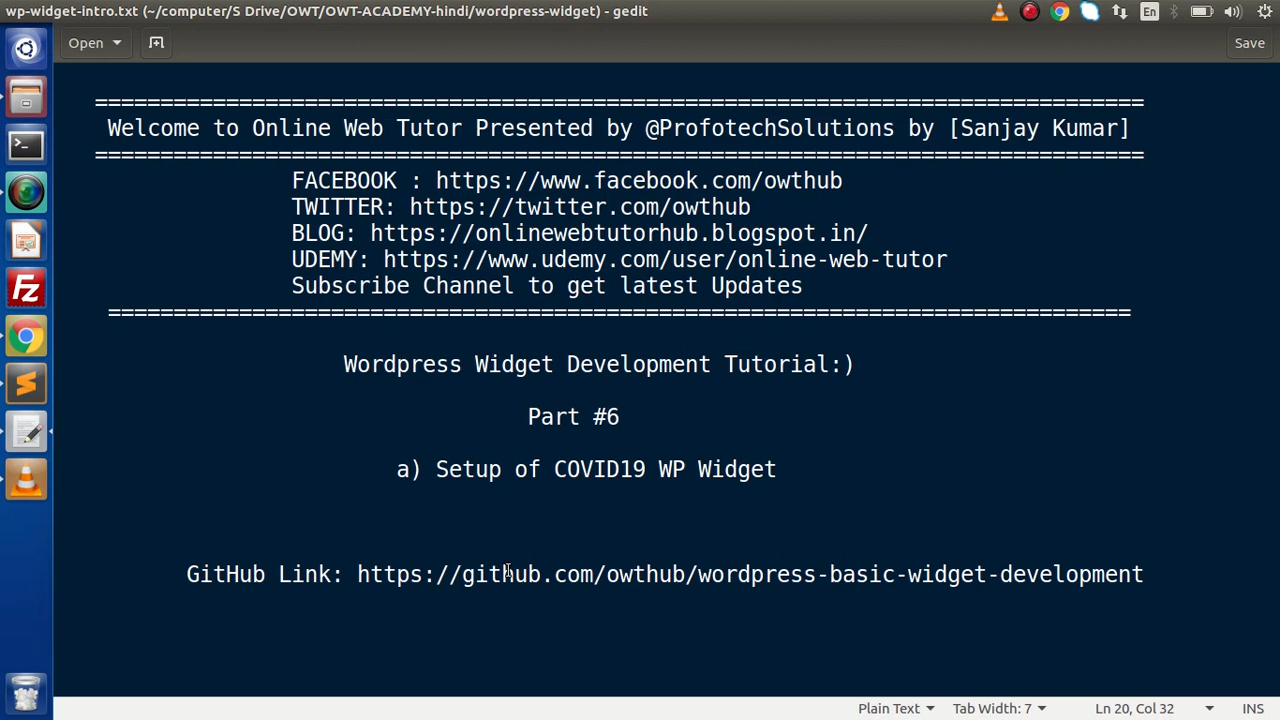 wp-widget-intro.txt (~/computer/S Drive/OWT/OWT-ACADEMY-hindi/wordpress-widget) - gedit
En
Open
Save
================================================================================
Welcome to Online Web Tutor Presented by @ProfotechSolutions by [Sanjay Kumar]
================================================================================
FACEBOOK : https://www.facebook.com/owthub
TWITTER: https://twitter.com/owthub
BLOG: https://onlinewebtutorhub.blogspot.in/
UDEMY: https://www.udemy.com/user/online-web-tutor
Subscribe Channel to get latest Updates
==============================================================================
Wordpress Widget Development Tutorial:)
Part #6
a) Setup of COVID19 WP Widget
GitHub Link: https://github.com/owthub/wordpress-basic-widget-development
Plain Text
Tab Width: 7
Ln 20, Col 32
INS